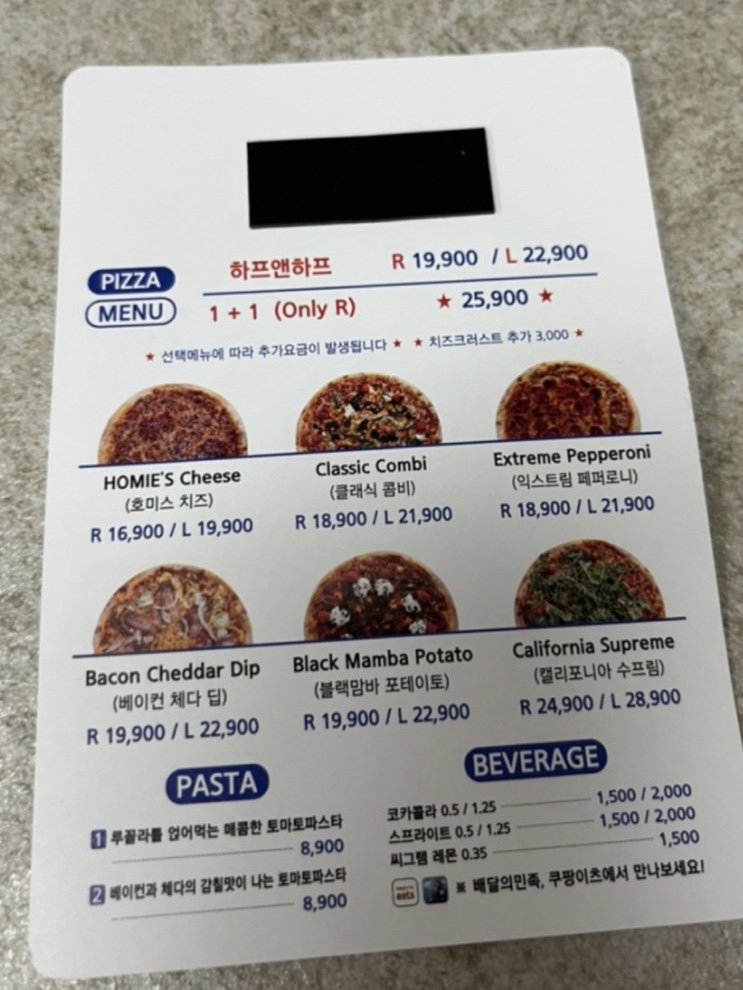 PIZZA
MENU
하프앤하프 R 19,900 / L 22,900
1 + 1 (Only R) ★ 25,900 ★
★ 선택메뉴에 따라 추가요금이 발생됩니다 ★ ★ 치즈크러스트 추가 3,000 ★
HOMIE'S Cheese
(호미스 치즈)
R 16,900 / L 19,900
Classic Combi
(클래식 콤비)
R 18,900 / L 21,900
Extreme Pepperoni
(익스트림 페퍼로니)
R 18,900 / L 21,900
Bacon Cheddar Dip
(베이컨 체다 딥)
R 19,900 / L 22,900
Black Mamba Potato
(블랙맘바 포테이토)
R 19,900 / L 22,900
California Supreme
(캘리포니아 수프림)
R 24,900 / L 28,900
PASTA
1 루꼴라를 얹어먹는 매콤한 토마토파스타
8,900
2 베이컨과 체다의 감칠맛이 나는 토마토파스타
8,900
BEVERAGE
코카콜라 0.5 / 1.25 1,500 / 2,000
스프라이트 0.5 / 1.25 1,500 / 2,000
씨그램 레몬 0.35 1,500
eats ※ 배달의민족, 쿠팡이츠에서 만나보세요!